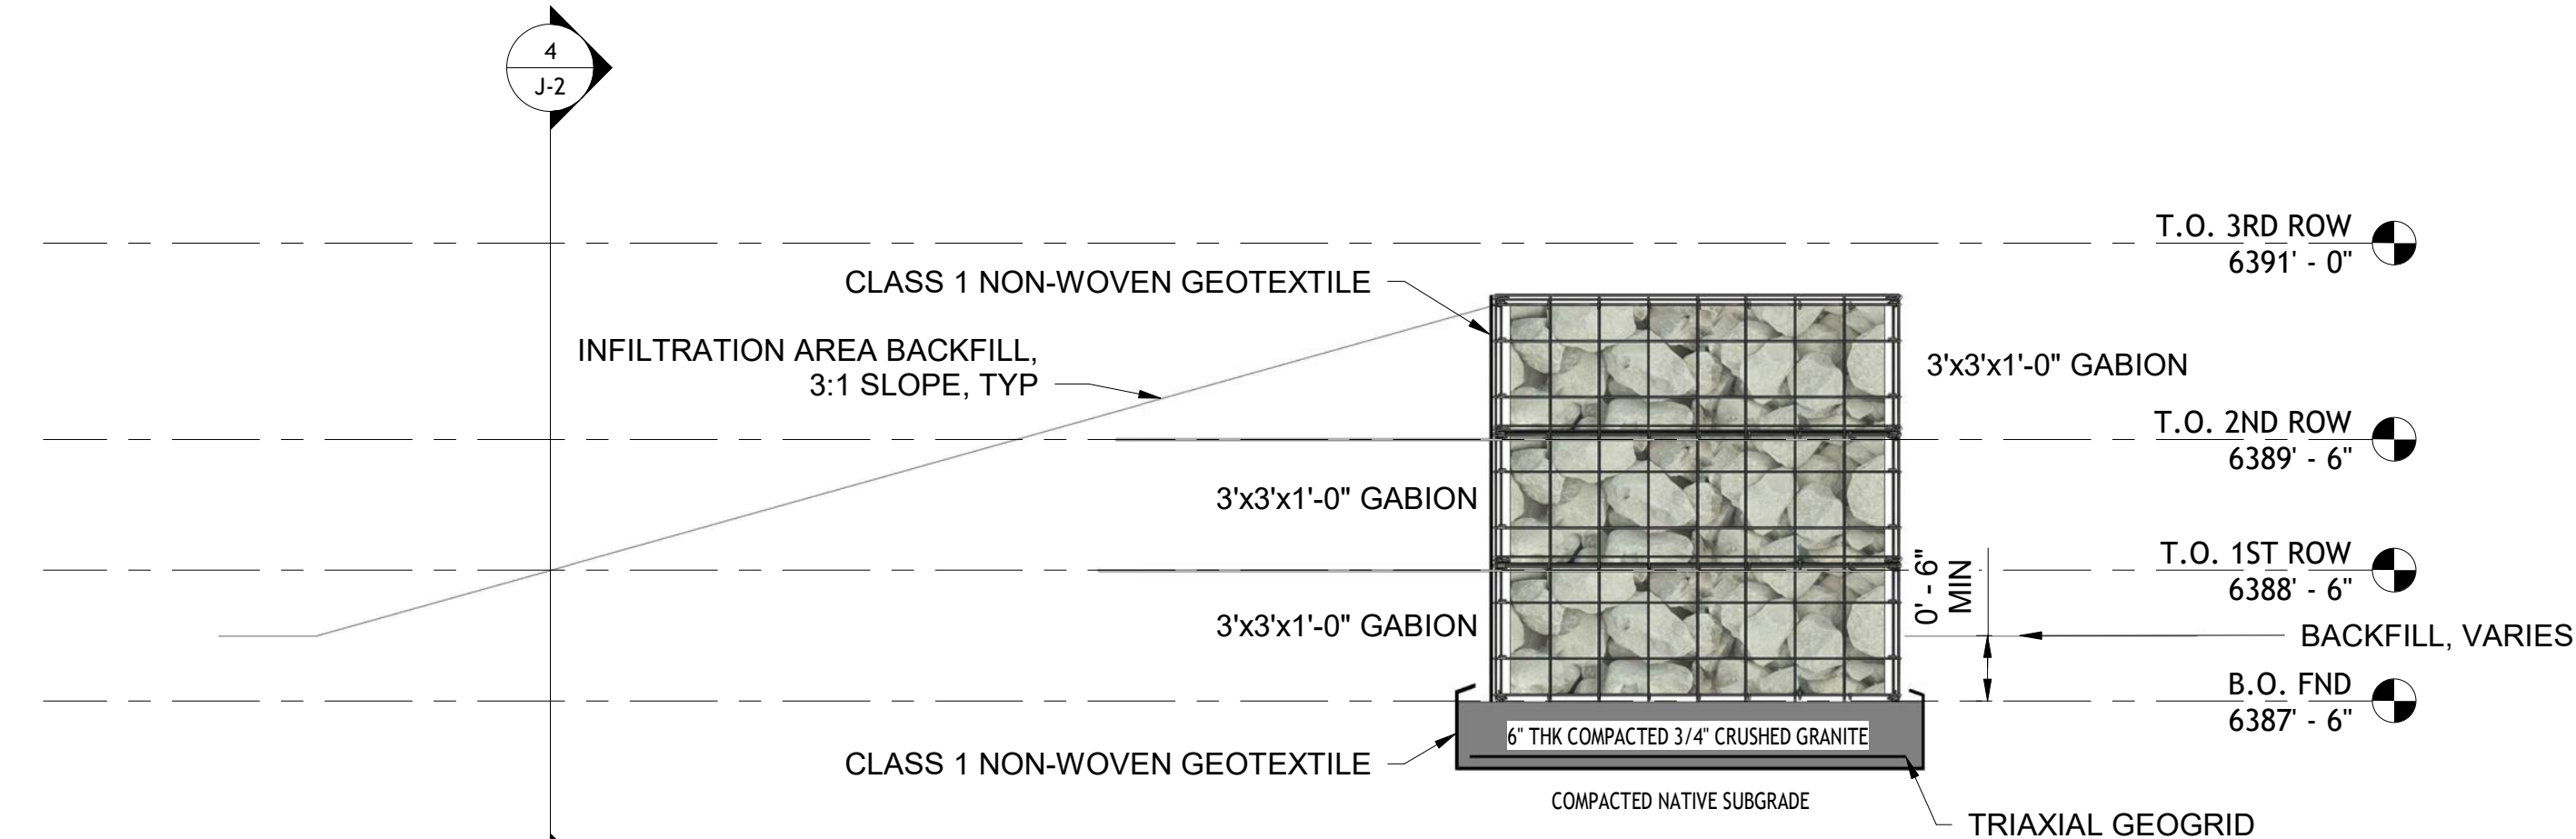 4
J-2
T.O. 3RD ROW
6391' - 0"
CLASS 1 NON-WOVEN GEOTEXTILE
INFILTRATION AREA BACKFILL,
3:1 SLOPE, TYP
3'x3'x1'-0" GABION
T.O. 2ND ROW
6389' - 6"
3'x3'x1'-0" GABION
T.O. 1ST ROW
6388' - 6"
0' - 6"
MIN
3'x3'x1'-0" GABION
BACKFILL, VARIES
B.O. FND
6387' - 6"
6" THK COMPACTED 3/4" CRUSHED GRANITE
CLASS 1 NON-WOVEN GEOTEXTILE
COMPACTED NATIVE SUBGRADE
TRIAXIAL GEOGRID